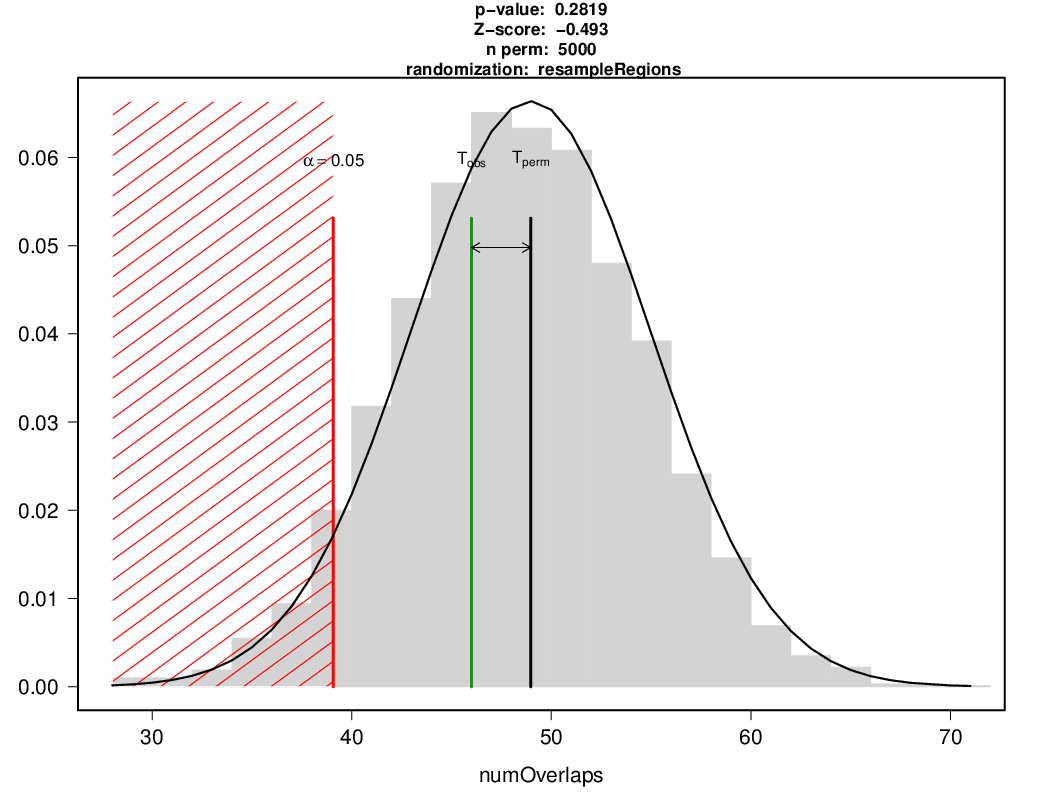 p-value: 0.2819
Z-score: -0.493
n perm: 5000
randomization: resampleRegions
0.06
0.05
0.04
0.03
0.02
0.01
0.00
α = 0.05
Tobs
Tperm
30 40 50 60 70
numOverlaps